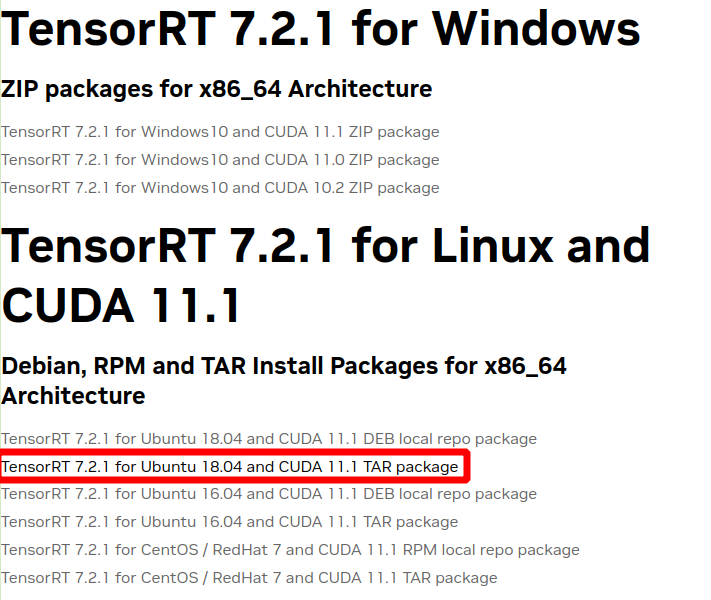 TensorRT 7.2.1 for Windows
ZIP packages for x86_64 Architecture
TensorRT 7.2.1 for Windows10 and CUDA 11.1 ZIP package
TensorRT 7.2.1 for Windows10 and CUDA 11.0 ZIP package
TensorRT 7.2.1 for Windows10 and CUDA 10.2 ZIP package
TensorRT 7.2.1 for Linux and
CUDA 11.1
Debian, RPM and TAR Install Packages for x86_64
Architecture
TensorRT 7.2.1 for Ubuntu 18.04 and CUDA 11.1 DEB local repo package
TensorRT 7.2.1 for Ubuntu 18.04 and CUDA 11.1 TAR package
TensorRT 7.2.1 for Ubuntu 16.04 and CUDA 11.1 DEB local repo package
TensorRT 7.2.1 for Ubuntu 16.04 and CUDA 11.1 TAR package
TensorRT 7.2.1 for CentOS / RedHat 7 and CUDA 11.1 RPM local repo package
TensorRT 7.2.1 for CentOS / RedHat 7 and CUDA 11.1 TAR package